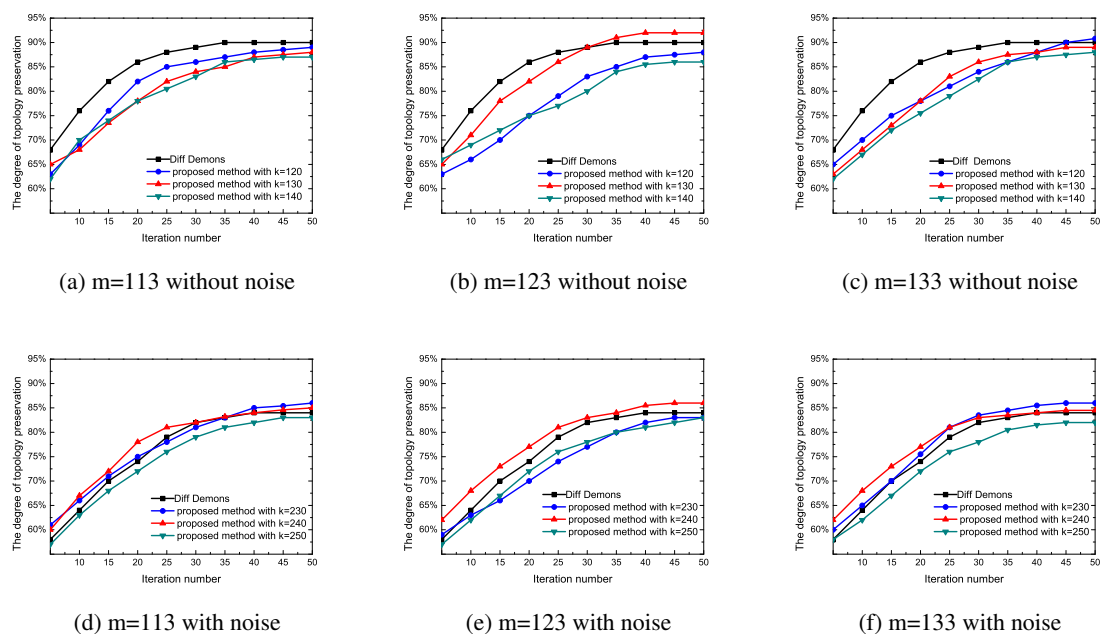 95%
90%
85%
80%
75%
70%
65%
60%
The degree of topology preservation
Diff Demons
proposed method with k=120
proposed method with k=130
proposed method with k=140
10 15 20 25 30 35 40 45 50
Iteration number
(a) m=113 without noise
95%
90%
85%
80%
75%
70%
65%
60%
The degree of topology preservation
Diff Demons
proposed method with k=120
proposed method with k=130
proposed method with k=140
10 15 20 25 30 35 40 45 50
Iteration number
(b) m=123 without noise
95%
90%
85%
80%
75%
70%
65%
60%
The degree of topology preservation
Diff Demons
proposed method with k=120
proposed method with k=130
proposed method with k=140
10 15 20 25 30 35 40 45 50
Iteration number
(c) m=133 without noise
95%
90%
85%
80%
75%
70%
65%
60%
The degree of topology preservation
Diff Demons
proposed method with k=230
proposed method with k=240
proposed method with k=250
10 15 20 25 30 35 40 45 50
Iteration number
(d) m=113 with noise
95%
90%
85%
80%
75%
70%
65%
60%
The degree of topology preservation
Diff Demons
proposed method with k=230
proposed method with k=240
proposed method with k=250
10 15 20 25 30 35 40 45 50
Iteration number
(e) m=123 with noise
95%
90%
85%
80%
75%
70%
65%
60%
The degree of topology preservation
Diff Demons
proposed method with k=230
proposed method with k=240
proposed method with k=250
10 15 20 25 30 35 40 45 50
Iteration number
(f) m=133 with noise